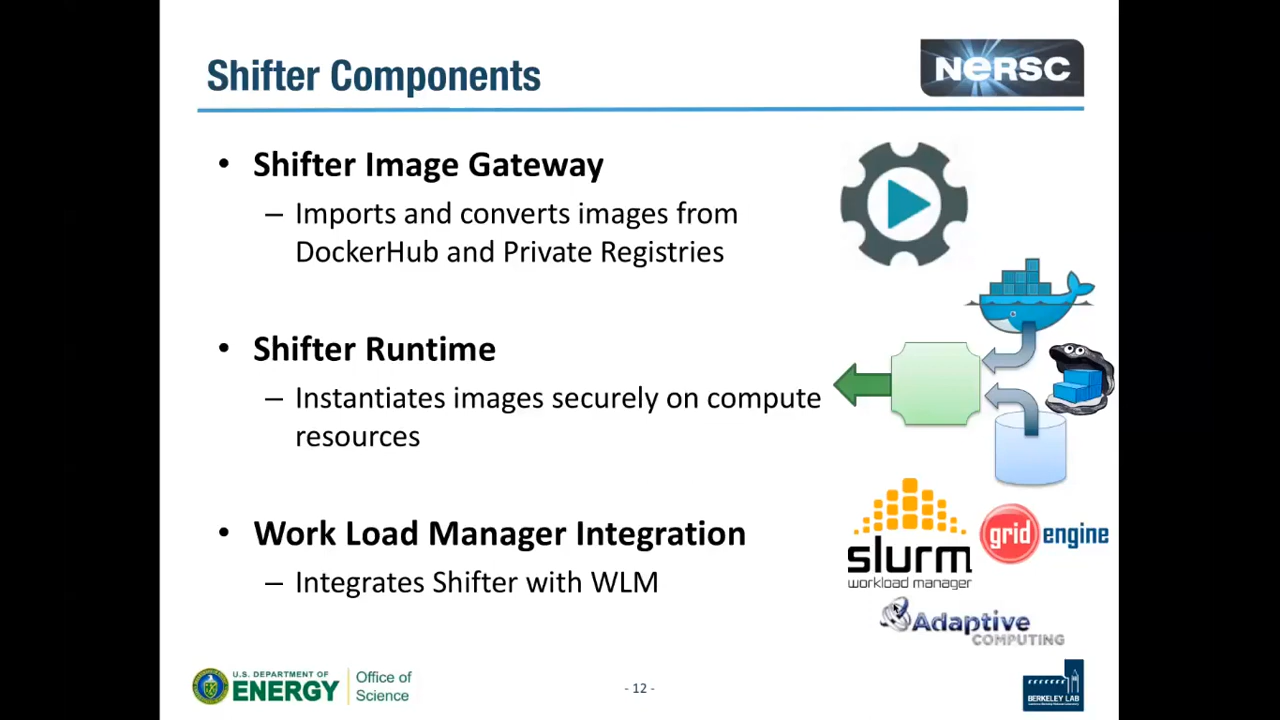 Shifter Components
NERSC
• Shifter Image Gateway
– Imports and converts images from
DockerHub and Private Registries
• Shifter Runtime
– Instantiates images securely on compute
resources
• Work Load Manager Integration
– Integrates Shifter with WLM
slurm
workload manager
grid engine
Adaptive
COMPUTING
U.S. DEPARTMENT OF
ENERGY
Office of
Science
- 12 -
BERKELEY LAB